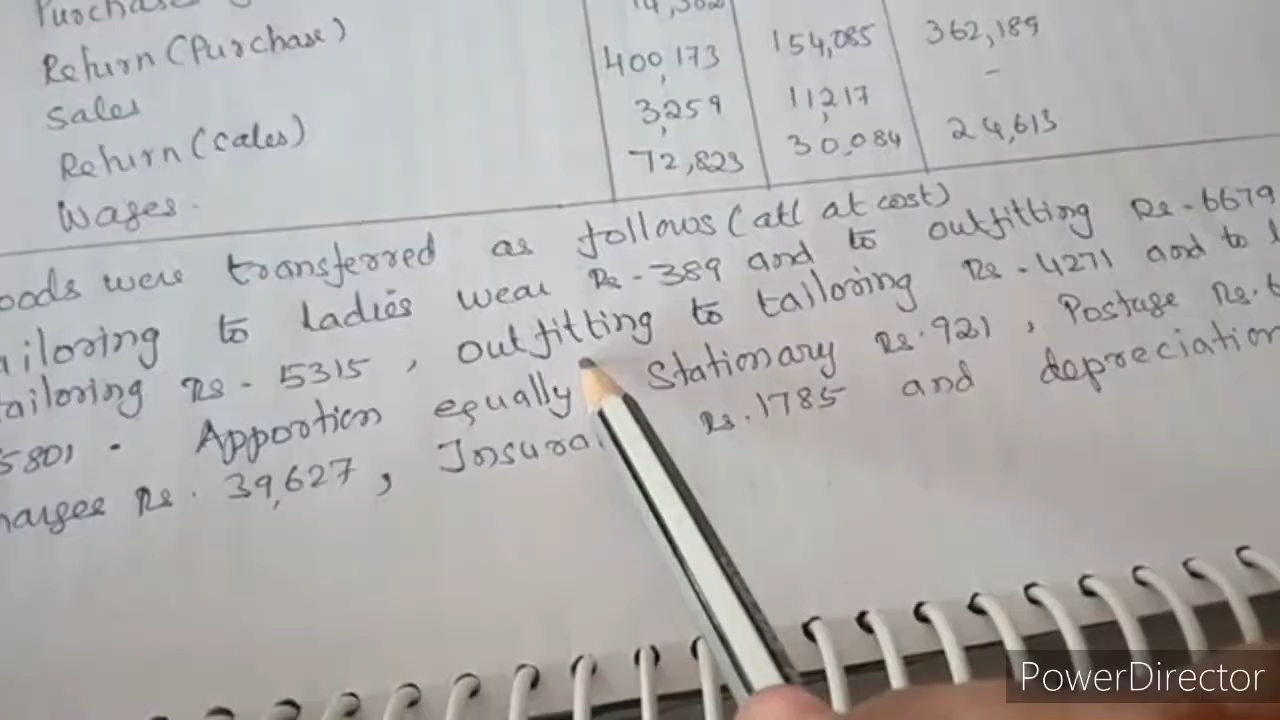 Purchase
Return (Purchase)
Sales 400,173 154,085 362,189
Return (Sales) 3,259 11,217 -
Wages. 72,823 30,084 24,613
oods were transferred as follows (all at cost)
ailoring to ladies wear Rs-389 and to outfitting Rs-6679
ailoring Rs-5315, outfitting to tailoring Rs-4271 and to
5801. Apportion equally Stationary Rs.921, Postage Rs.
harges Rs. 39,627, Insura Rs.1785 and depreciation
PowerDirector